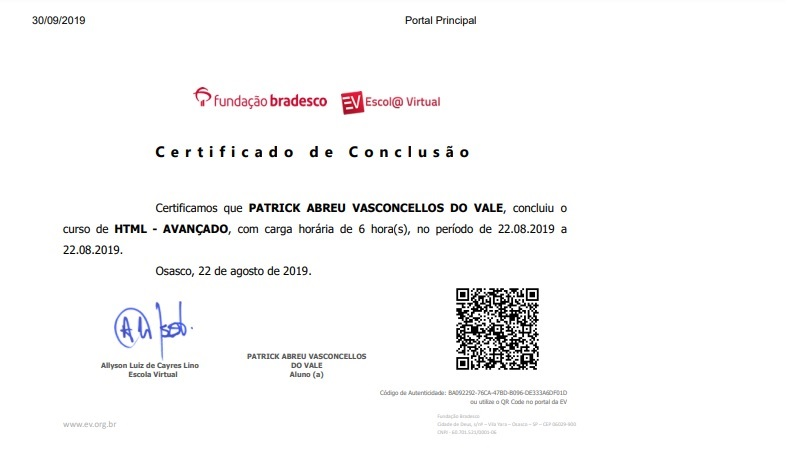 30/09/2019 Portal Principal
fundação bradesco EV Escol@ Virtual
Certificado de Conclusão
Certificamos que PATRICK ABREU VASCONCELLOS DO VALE, concluiu o
curso de HTML - AVANÇADO, com carga horária de 6 hora(s), no período de 22.08.2019 a
22.08.2019.
Osasco, 22 de agosto de 2019.
Allyson Luiz de Cayres Lino
Escola Virtual
PATRICK ABREU VASCONCELLOS
DO VALE
Aluno (a)
Código de Autenticidade: BA092292-76CA-47BD-B096-DE333A6DF01D
ou utilize o QR Code no portal da EV
www.ev.org.br
Fundação Bradesco
Cidade de Deus, s/nº - Vila Yara - Osasco - SP - CEP 06029-900
CNPJ - 60.701.521/0001-06